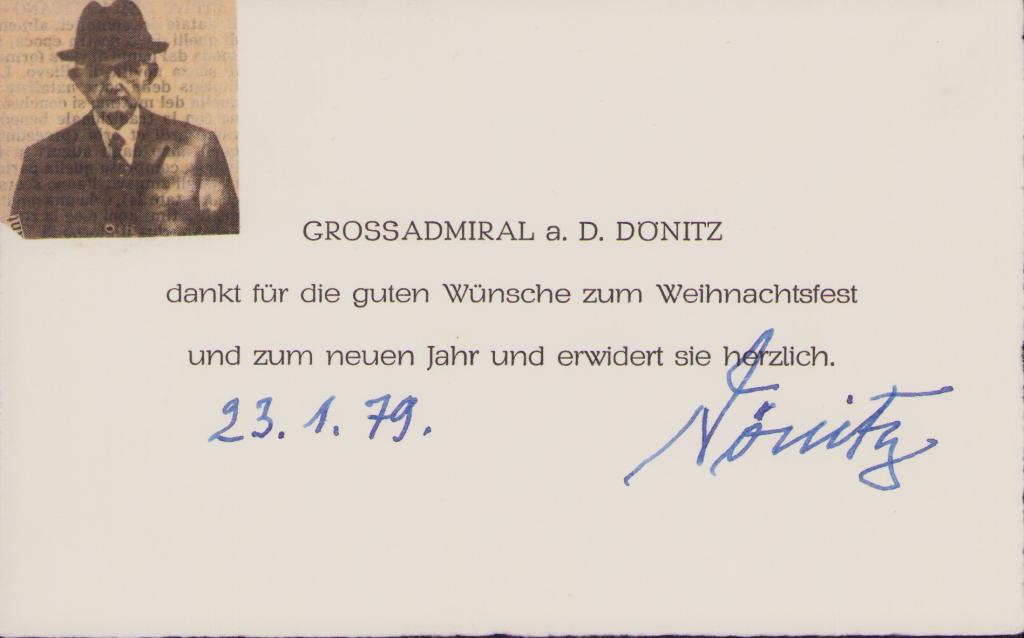 GROSSADMIRAL a. D. DÖNITZ
dankt für die guten Wünsche zum Weihnachtsfest
und zum neuen Jahr und erwidert sie herzlich.
23. 1. 79.
Dönitz